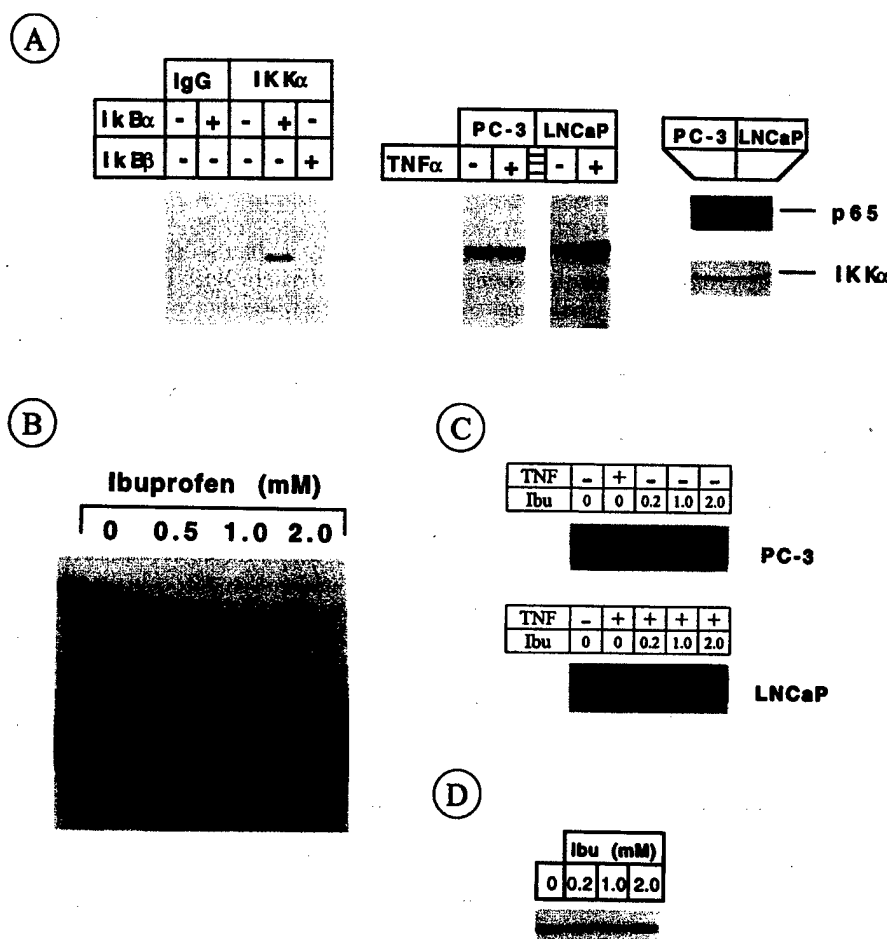 A
IgG IKKα
IkBα - + - + -
IkBβ - - - - +
PC-3 LNCaP
TNFα - + - +
PC-3 LNCaP
p65
IKKα
B
Ibuprofen (mM)
0 0.5 1.0 2.0
C
TNF - + - - -
Ibu 0 0 0.2 1.0 2.0
PC-3
TNF - + + + +
Ibu 0 0 0.2 1.0 2.0
LNCaP
D
Ibu (mM)
0 0.2 1.0 2.0